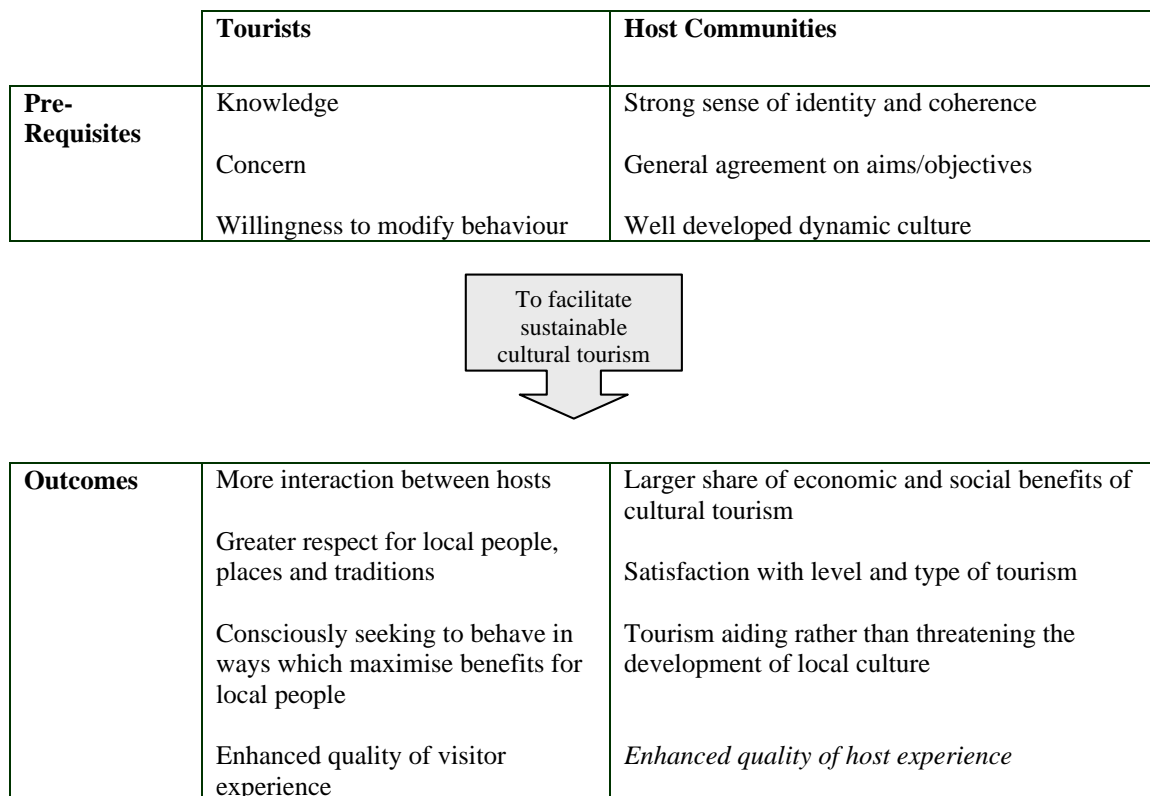 Tourists
Host Communities
Pre-
Requisites
Knowledge
Concern
Willingness to modify behaviour
Strong sense of identity and coherence
General agreement on aims/objectives
Well developed dynamic culture
To facilitate
sustainable
cultural tourism
Outcomes
More interaction between hosts
Greater respect for local people,
places and traditions
Consciously seeking to behave in
ways which maximise benefits for
local people
Enhanced quality of visitor
experience
Larger share of economic and social benefits of
cultural tourism
Satisfaction with level and type of tourism
Tourism aiding rather than threatening the
development of local culture
Enhanced quality of host experience